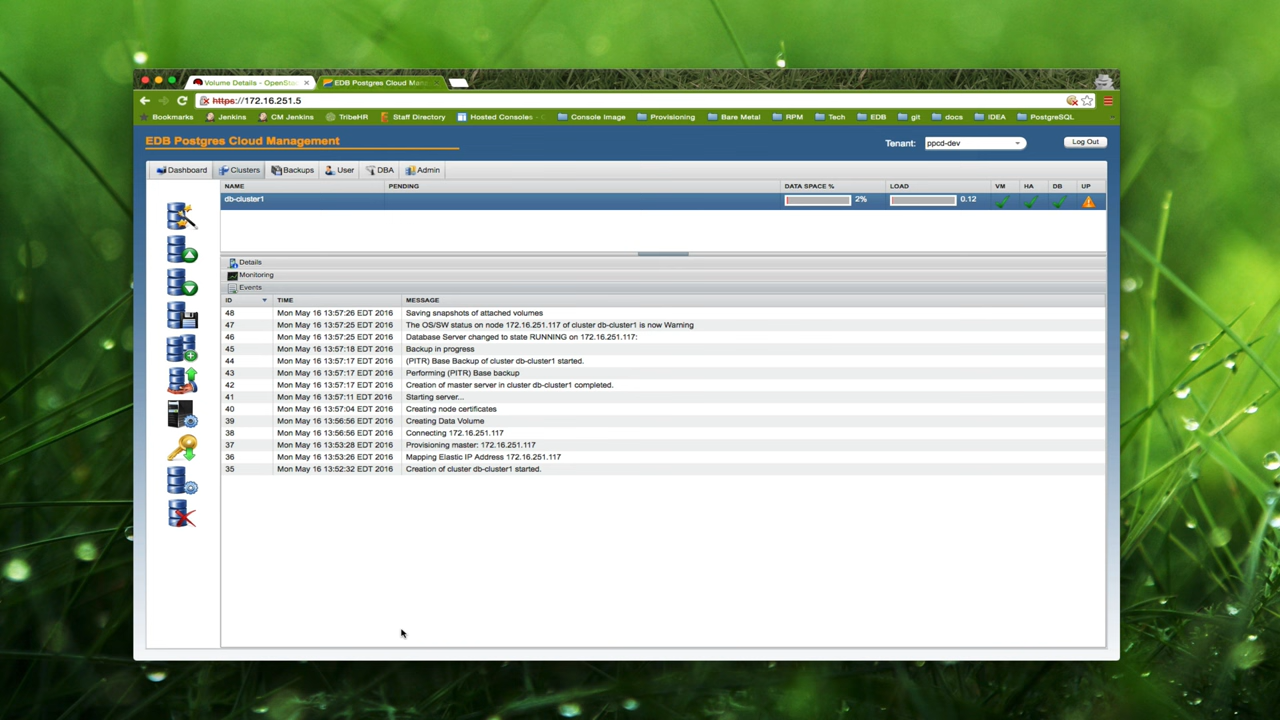 Volume Details - OpenSta
EDB Postgres Cloud Man
https://172.16.251.5
Bookmarks Jenkins CM Jenkins TribeHR Staff Directory Hosted Consoles - Console Image Provisioning Bare Metal RPM Tech EDB git docs IDEA PostgreSQL
EDB Postgres Cloud Management
Tenant: ppcd-dev Log Out
Dashboard Clusters Backups User DBA Admin
NAME PENDING DATA SPACE % LOAD VM HA DB UP
db-cluster1 2% 0.12
Details
Monitoring
Events
ID TIME MESSAGE
48 Mon May 16 13:57:26 EDT 2016 Saving snapshots of attached volumes
47 Mon May 16 13:57:25 EDT 2016 The OS/SW status on node 172.16.251.117 of cluster db-cluster1 is now Warning
46 Mon May 16 13:57:25 EDT 2016 Database Server changed to state RUNNING on 172.16.251.117:
45 Mon May 16 13:57:18 EDT 2016 Backup in progress
44 Mon May 16 13:57:17 EDT 2016 (PITR) Base Backup of cluster db-cluster1 started.
43 Mon May 16 13:57:17 EDT 2016 Performing (PITR) Base backup
42 Mon May 16 13:57:17 EDT 2016 Creation of master server in cluster db-cluster1 completed.
41 Mon May 16 13:57:11 EDT 2016 Starting server...
40 Mon May 16 13:57:04 EDT 2016 Creating node certificates
39 Mon May 16 13:56:56 EDT 2016 Creating Data Volume
38 Mon May 16 13:56:56 EDT 2016 Connecting 172.16.251.117
37 Mon May 16 13:53:28 EDT 2016 Provisioning master: 172.16.251.117
36 Mon May 16 13:53:26 EDT 2016 Mapping Elastic IP Address 172.16.251.117
35 Mon May 16 13:52:32 EDT 2016 Creation of cluster db-cluster1 started.